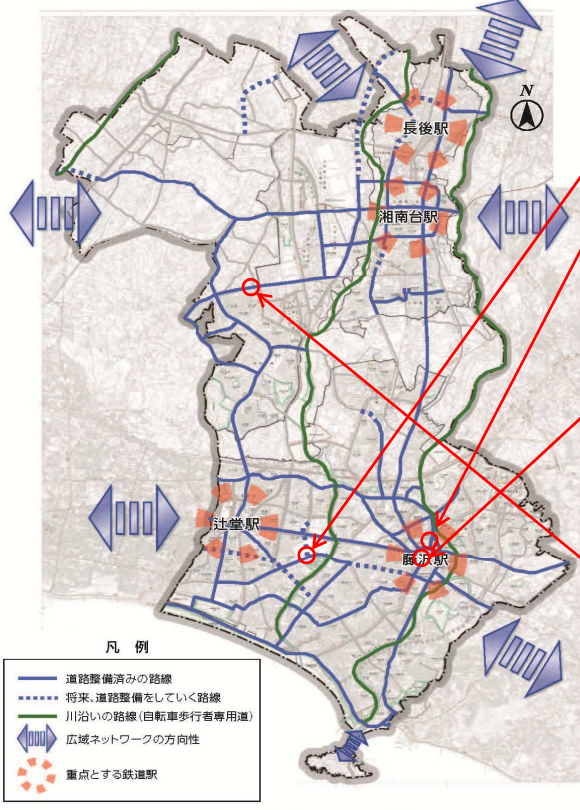 N
長後駅
湘南台駅
辻堂駅
藤沢駅
凡 例
道路整備済みの路線
将来、道路整備をしていく路線
川沿いの路線(自転車歩行者専用道)
広域ネットワークの方向性
重点とする鉄道駅